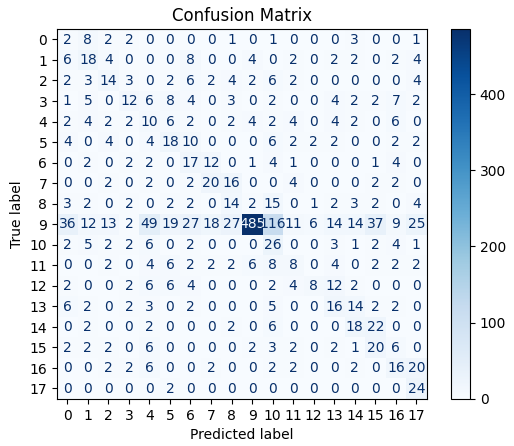 Confusion Matrix
0 2 8 2 2 0 0 0 0 1 0 1 0 0 0 3 0 0 1
1 6 18 4 0 0 0 8 0 0 4 0 2 0 2 2 0 2 4
2 2 3 14 3 0 2 6 2 4 2 6 2 0 2 2 0 0 4
3 1 5 0 12 6 8 4 0 3 0 2 0 0 4 2 2 7 2
4 2 4 2 2 10 6 2 0 2 4 2 4 0 2 2 0 6 0
5 4 0 4 0 4 18 10 0 0 0 6 2 2 2 0 0 2 2
6 0 2 0 2 2 0 17 12 0 1 4 1 0 0 0 1 4 0
7 0 0 2 0 2 0 2 20 16 0 0 4 0 0 0 2 2 0
8 3 2 0 2 0 2 0 0 14 2 15 0 1 2 3 2 0 4
9 36 12 13 2 49 19 27 18 27 485 116 11 6 14 14 37 9 25
10 2 5 2 2 6 0 2 0 0 0 26 0 0 3 1 2 4 1
11 0 0 2 0 4 6 2 2 2 6 8 8 0 4 0 2 2 0
12 2 0 0 2 6 6 4 0 0 0 2 4 8 12 2 0 0 0
13 6 2 0 2 3 0 2 0 0 0 5 0 0 16 14 2 2 0
14 0 2 0 0 2 0 0 0 2 0 6 0 0 0 18 22 0 0
15 2 2 2 0 6 0 0 0 0 2 3 2 0 2 1 20 6 0
16 0 0 2 2 6 0 0 2 0 0 2 0 0 2 0 0 16 20
17 0 0 0 0 0 2 0 0 0 0 0 0 0 0 0 0 0 24
0 1 2 3 4 5 6 7 8 9 10 11 12 13 14 15 16 17
True label
Predicted label
400
300
200
100
0